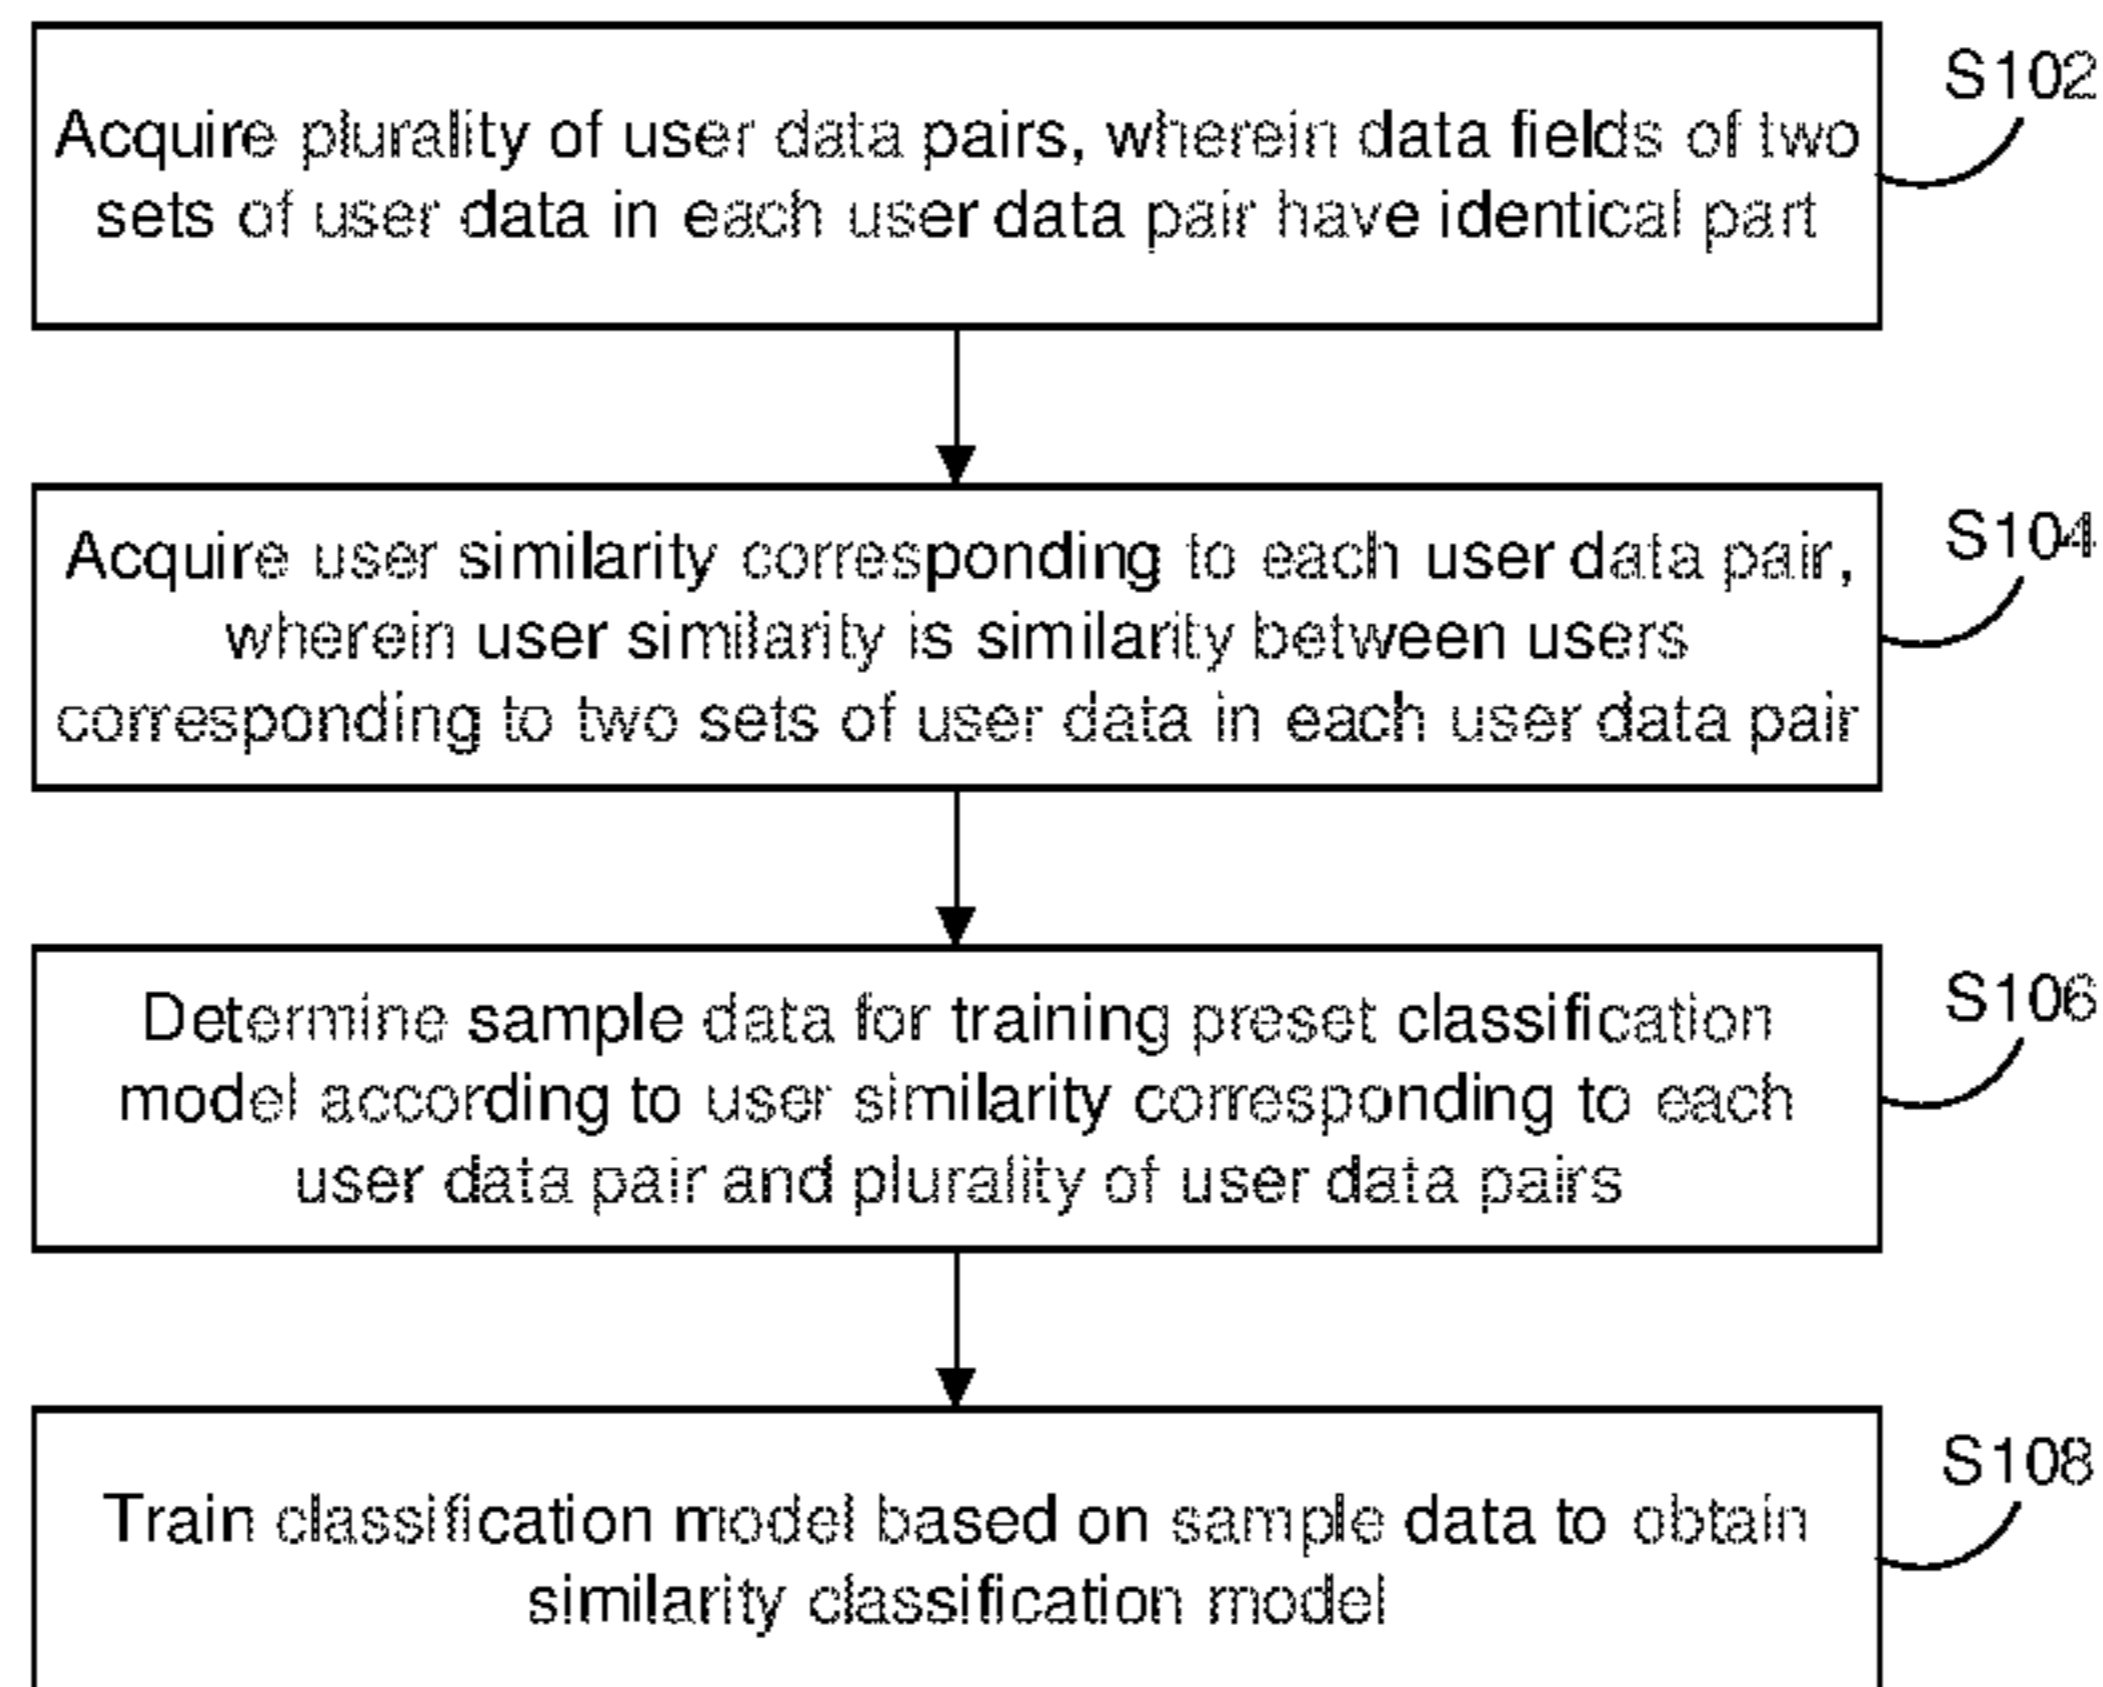 S102
Acquire plurality of user data pairs, wherein data fields of two
sets of user data in each user data pair have identical part
S104
Acquire user similarity corresponding to each user data pair,
wherein user similarity is similarity between users
corresponding to two sets of user data in each user data pair
S106
Determine sample data for training preset classification
model according to user similarity corresponding to each
user data pair and plurality of user data pairs
S108
Train classification model based on sample data to obtain
similarity classification model